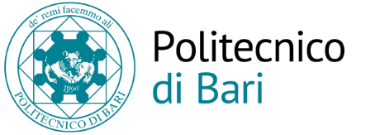 de' remi facemmo ali
1990
POLITECNICO DI BARI
Politecnico
di Bari